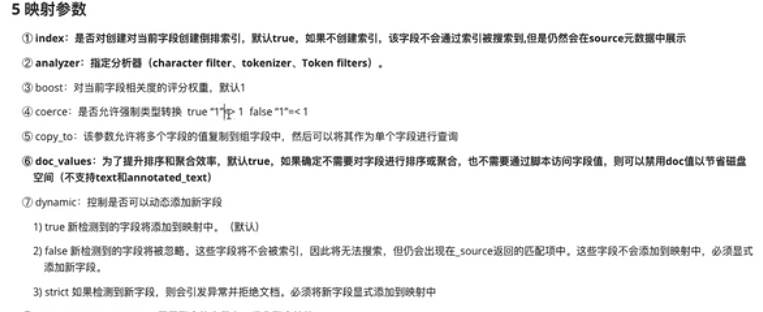 5 映射参数
① index：是否对创建对当前字段创建倒排索引，默认true，如果不创建索引，该字段不会通过索引被搜索到,但是仍然会在source元数据中展示
② analyzer：指定分析器（character filter、tokenizer、Token filters）。
③ boost：对当前字段相关度的评分权重，默认1
④ coerce：是否允许强制类型转换 true “1”=> 1 false “1”=< 1
⑤ copy_to：该参数允许将多个字段的值复制到组字段中，然后可以将其作为单个字段进行查询
⑥ doc_values：为了提升排序和聚合效率，默认true，如果确定不需要对字段进行排序或聚合，也不需要通过脚本访问字段值，则可以禁用doc值以节省磁盘
空间（不支持text和annotated_text）
⑦ dynamic：控制是否可以动态添加新字段
1) true 新检测到的字段将添加到映射中。（默认）
2) false 新检测到的字段将被忽略。这些字段将不会被索引，因此将无法搜索，但仍会出现在_source返回的匹配项中。这些字段不会添加到映射中，必须显式
添加新字段。
3) strict 如果检测到新字段，则会引发异常并拒绝文档。必须将新字段显式添加到映射中